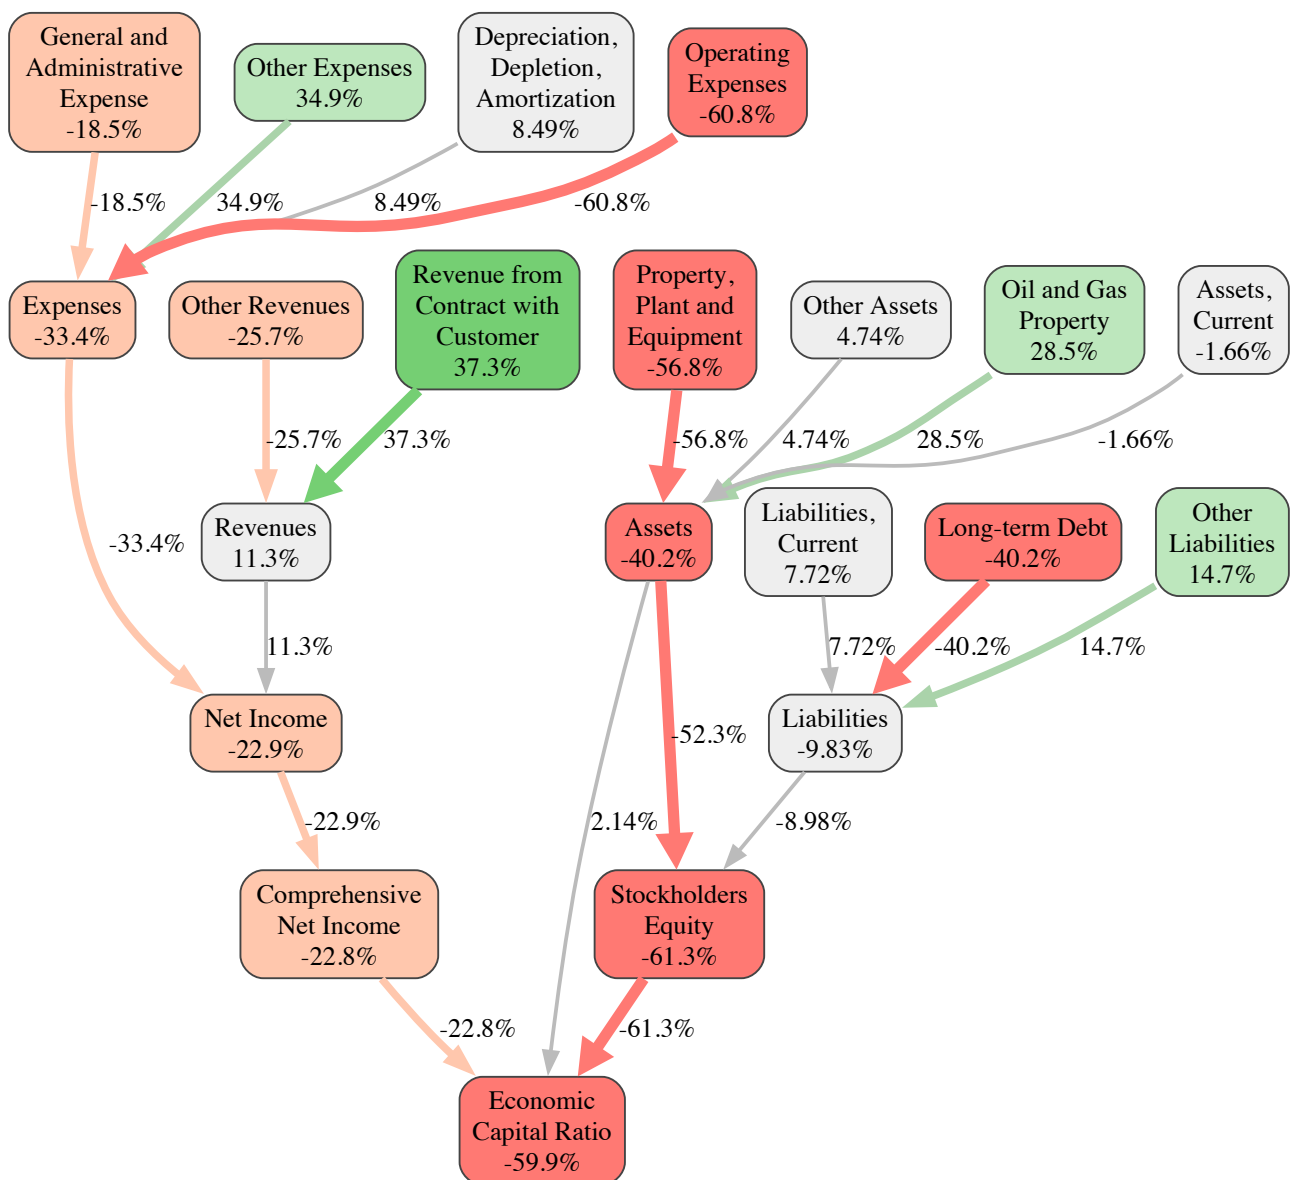 General and
Administrative
Expense
-18.5%
Other Expenses
34.9%
Depreciation,
Depletion,
Amortization
8.49%
Operating
Expenses
-60.8%
-18.5%
34.9%
8.49%
-60.8%
Expenses
-33.4%
Other Revenues
-25.7%
Revenue from
Contract with
Customer
37.3%
Property,
Plant and
Equipment
-56.8%
Other Assets
4.74%
Oil and Gas
Property
28.5%
Assets,
Current
-1.66%
-25.7%
37.3%
-56.8%
4.74%
28.5%
-1.66%
-33.4%
Revenues
11.3%
Assets
-40.2%
Liabilities,
Current
7.72%
Long-term Debt
-40.2%
Other
Liabilities
14.7%
11.3%
7.72%
-40.2%
14.7%
Net Income
-22.9%
-52.3%
Liabilities
-9.83%
-22.9%
2.14%
-8.98%
Comprehensive
Net Income
-22.8%
Stockholders
Equity
-61.3%
-22.8%
-61.3%
Economic
Capital Ratio
-59.9%